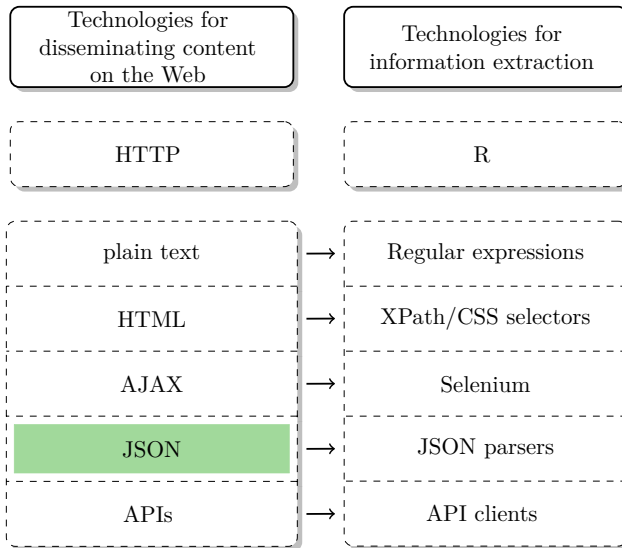 Technologies for
disseminating content
on the Web
Technologies for
information extraction
HTTP
R
plain text
Regular expressions
HTML
XPath/CSS selectors
AJAX
Selenium
JSON
JSON parsers
APIs
API clients